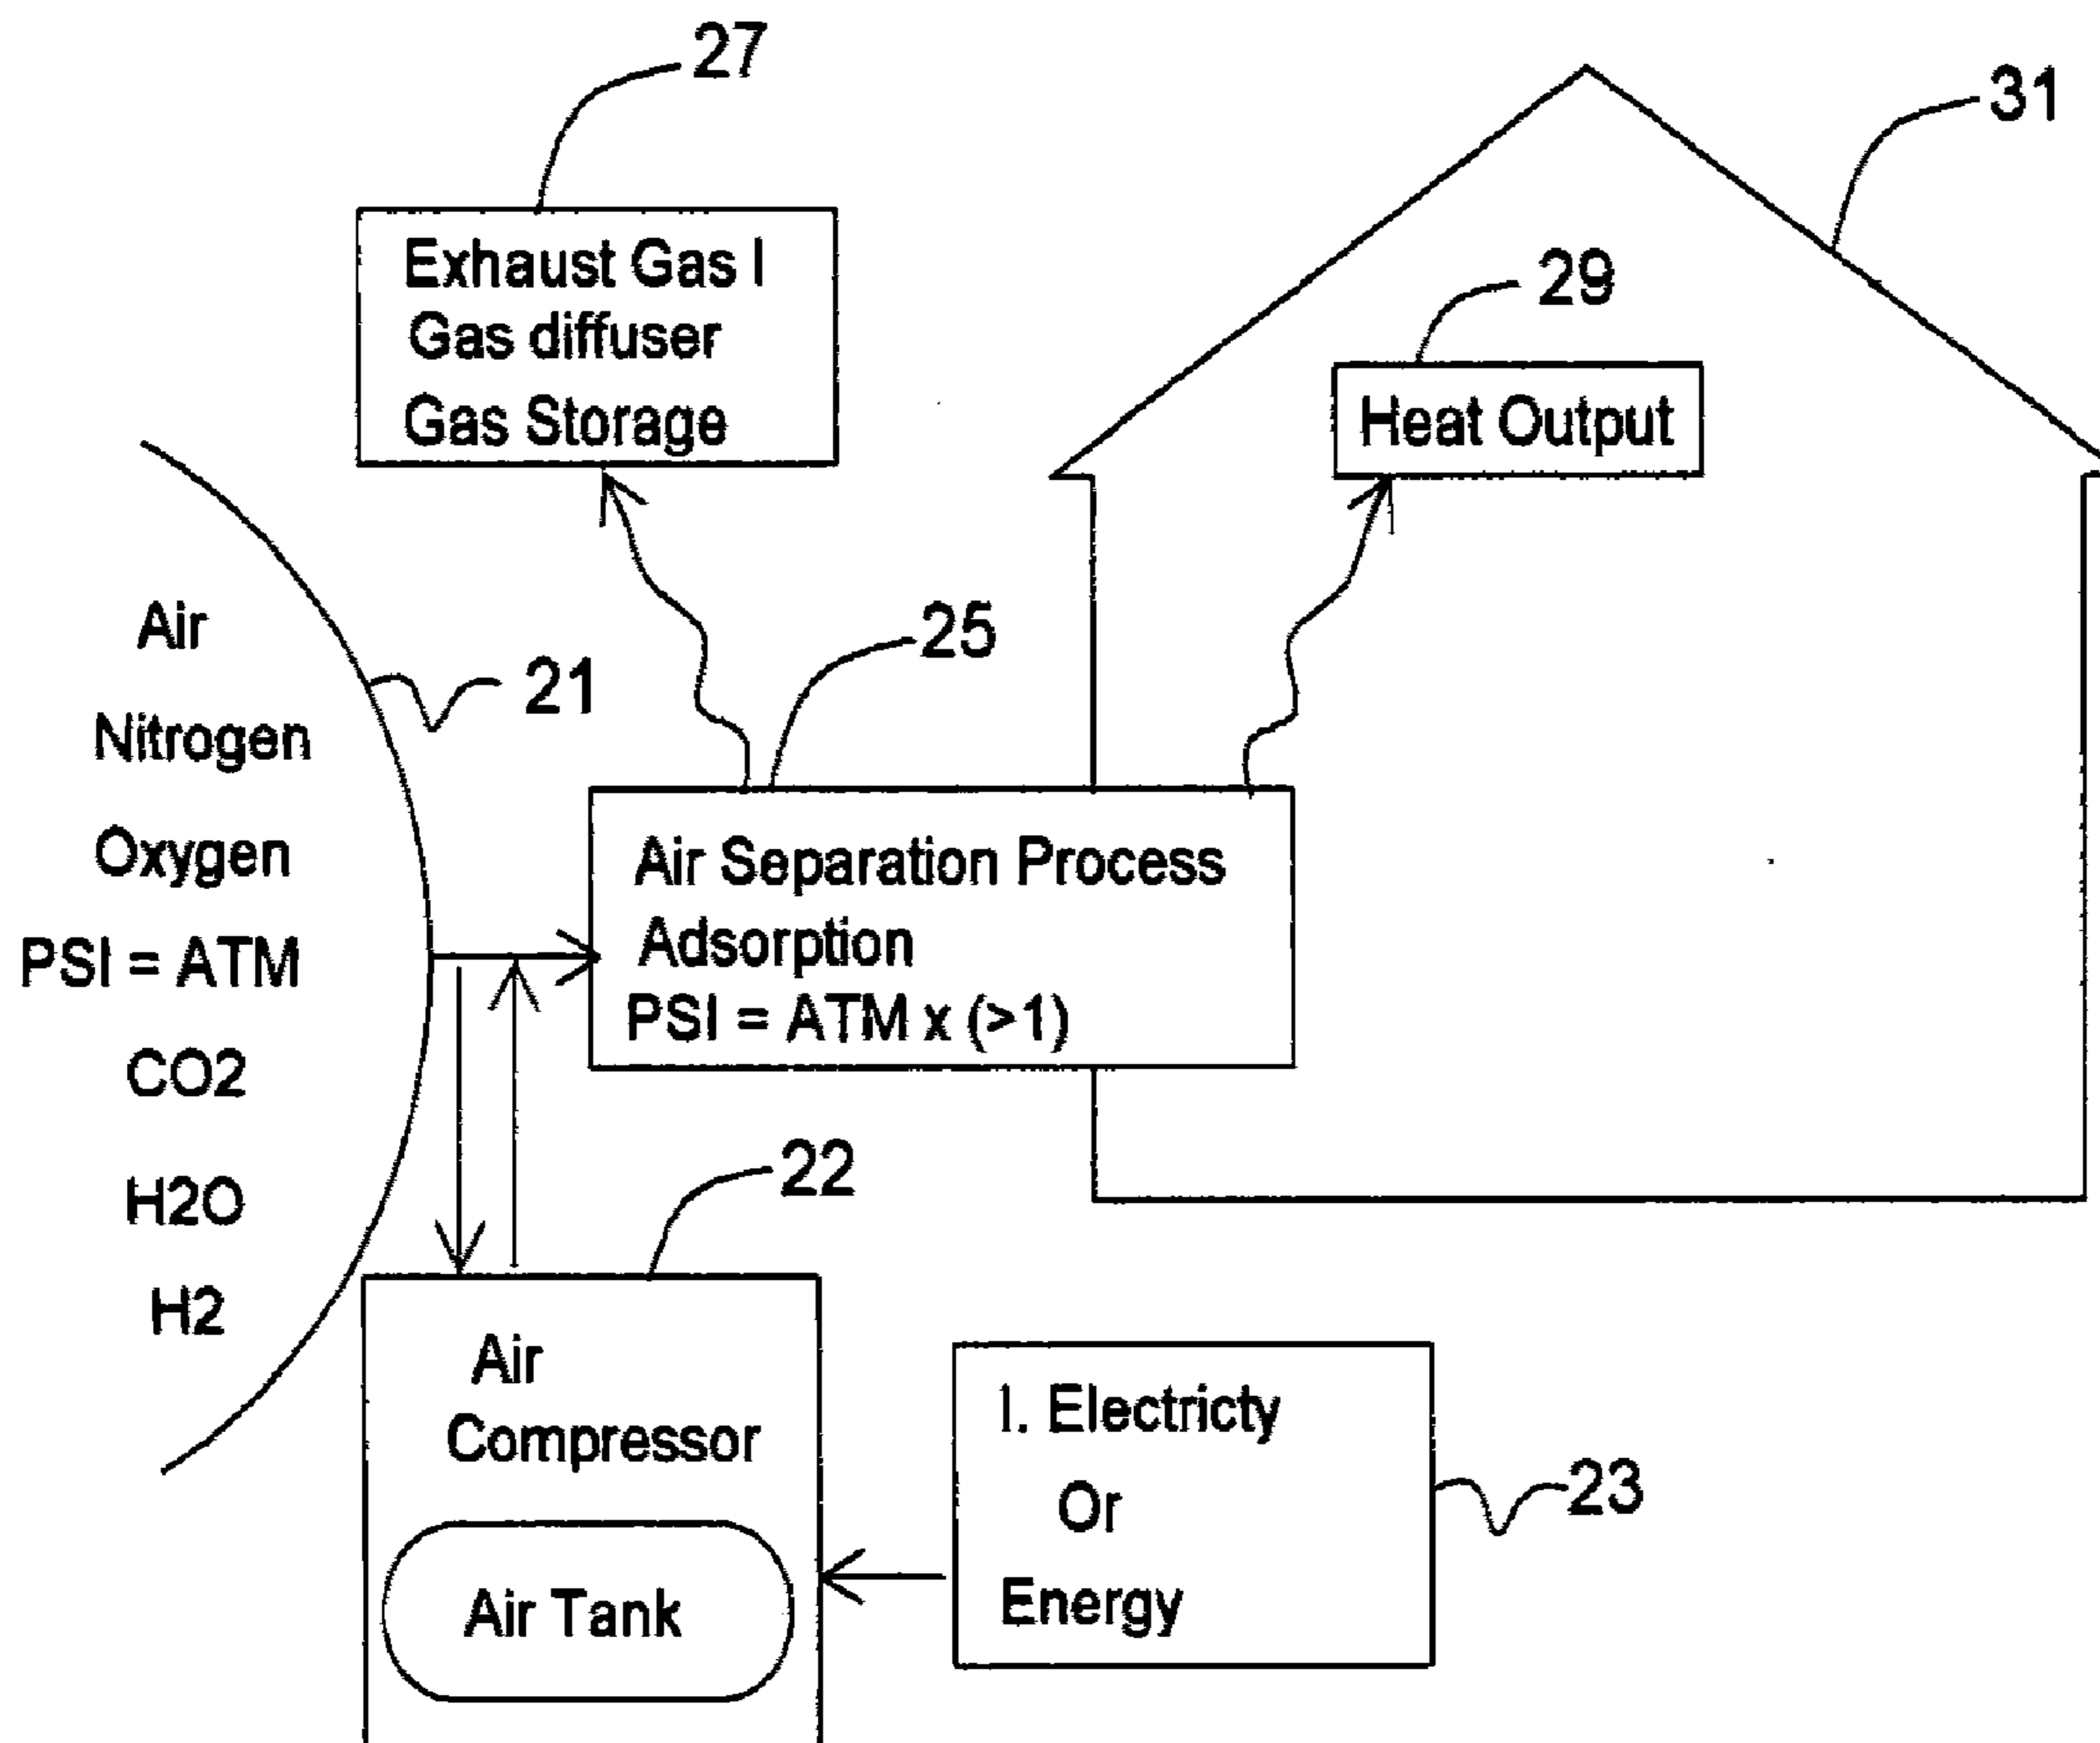 27
31
Exhaust Gas I
Gas diffuser
Gas Storage
29
Heat Output
Air
Nitrogen
Oxygen
PSI = ATM
CO2
H2O
H2
21
25
Air Separation Process
Adsorption
PSI = ATM x (>1)
22
Air
Compressor
Air Tank
I. Electricty
Or
Energy
23